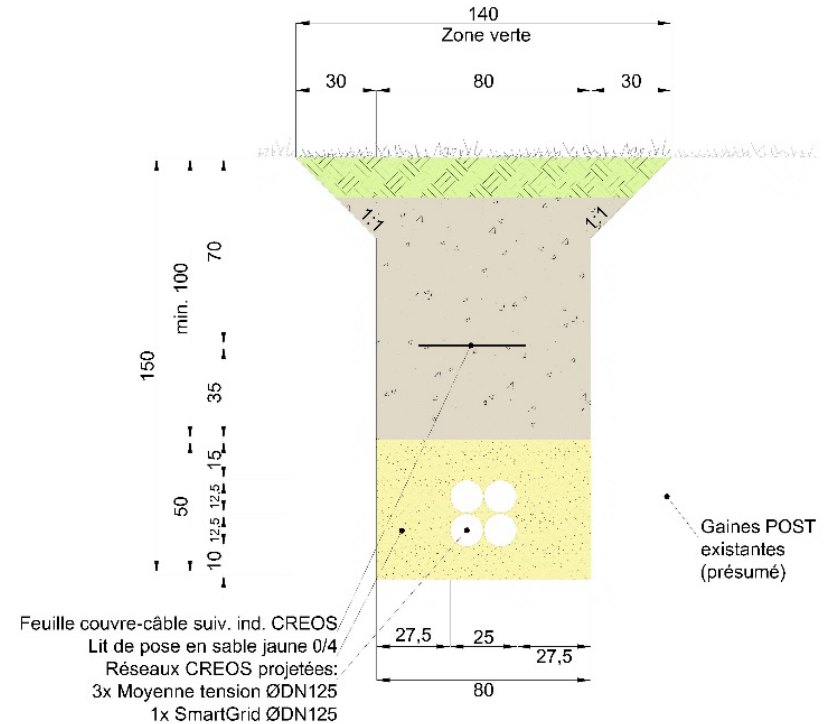 140
Zone verte
30
80
30
1:1
1:1
150
min. 100
70
35
50
15
12.5
12.5
10
Gaines POST
existantes
(présumé)
Feuille couvre-câble suiv. ind. CREOS
Lit de pose en sable jaune 0/4
Réseaux CREOS projetées:
3x Moyenne tension ØDN125
1x SmartGrid ØDN125
27,5
25
27,5
80